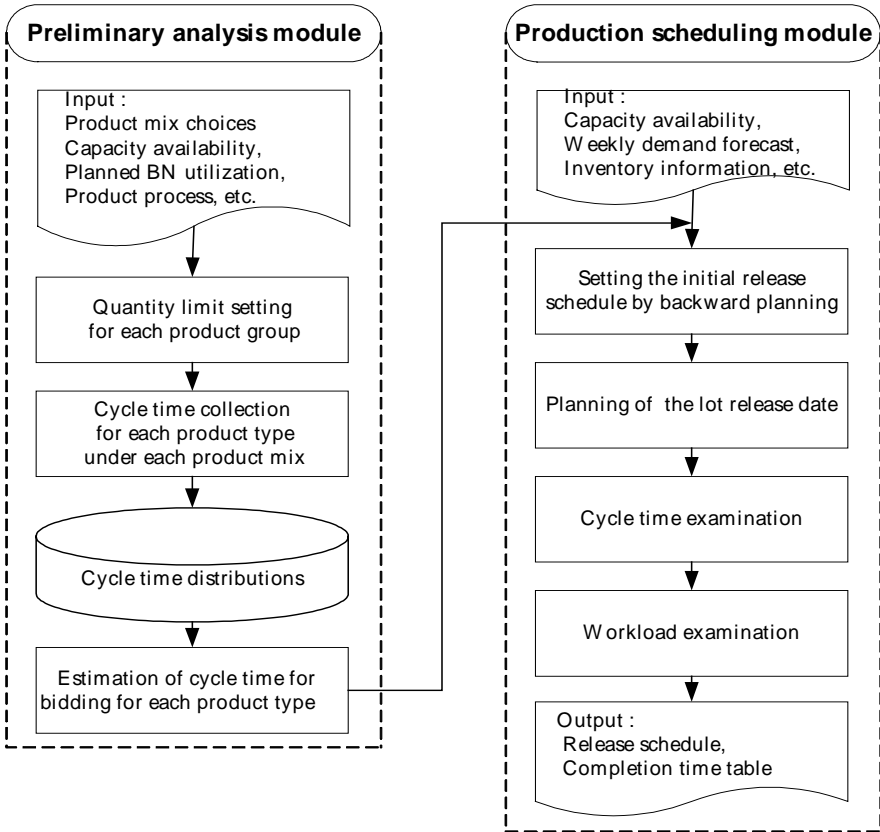 Preliminary analysis module
Input :
Product mix choices
Capacity availability,
Planned BN utilization,
Product process, etc.
Quantity limit setting
for each product group
Cycle time collection
for each product type
under each product mix
Cycle time distributions
Estimation of cycle time for
bidding for each product type
Production scheduling module
Input :
Capacity availability,
Weekly demand forecast,
Inventory information, etc.
Setting the initial release
schedule by backward planning
Planning of the lot release date
Cycle time examination
Workload examination
Output :
Release schedule,
Completion time table